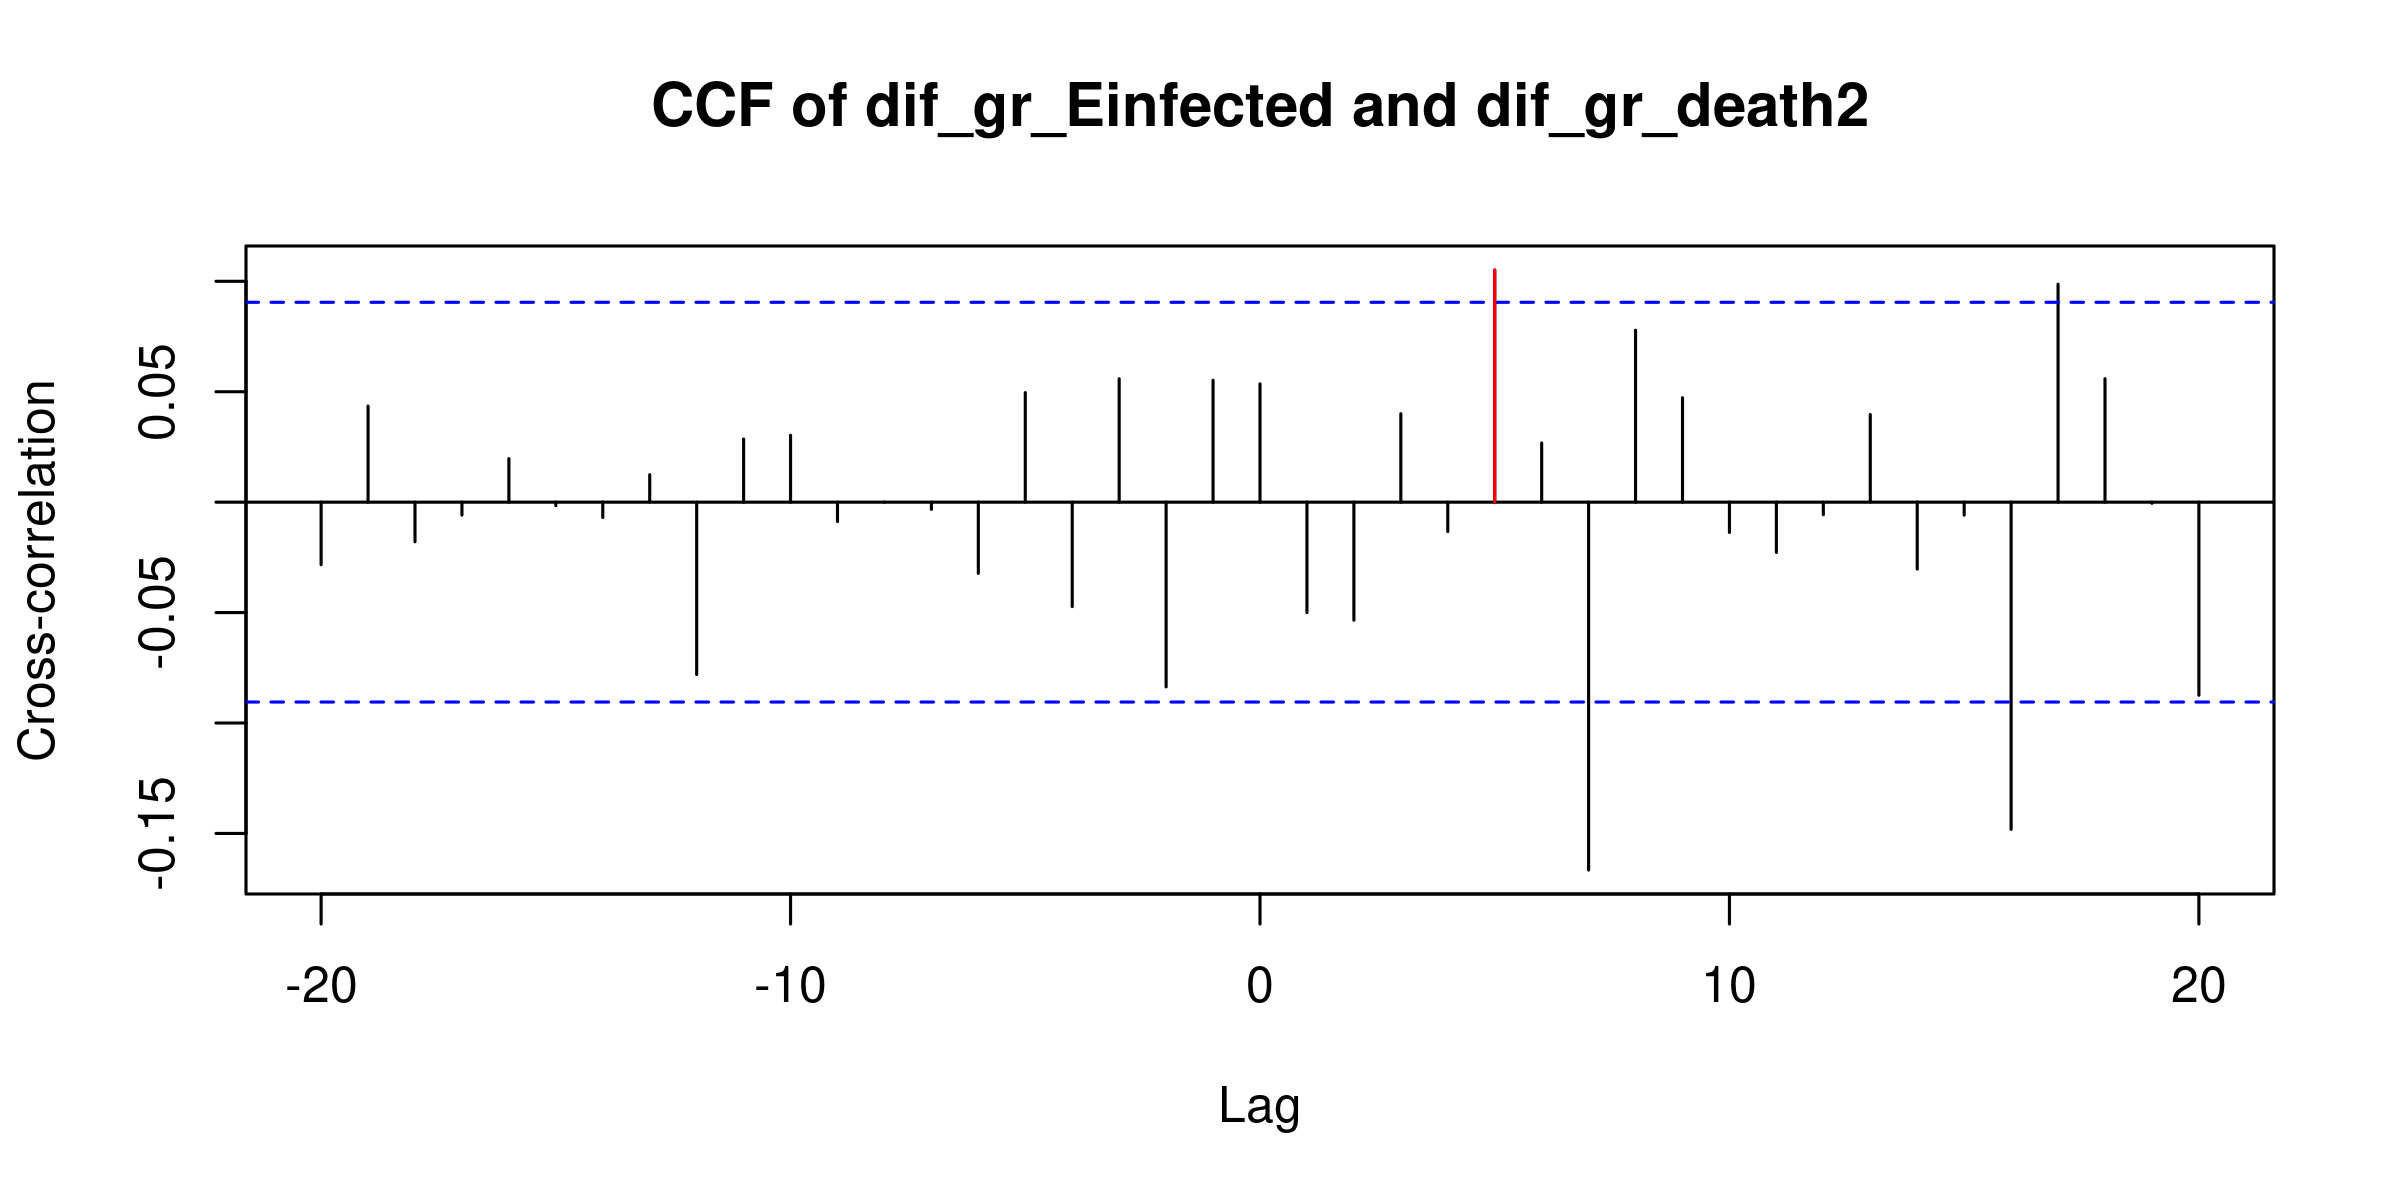 CCF of dif_gr_Einfected and dif_gr_death2
Cross-correlation
0.05
-0.05
-0.15
-20 -10 0 10 20
Lag